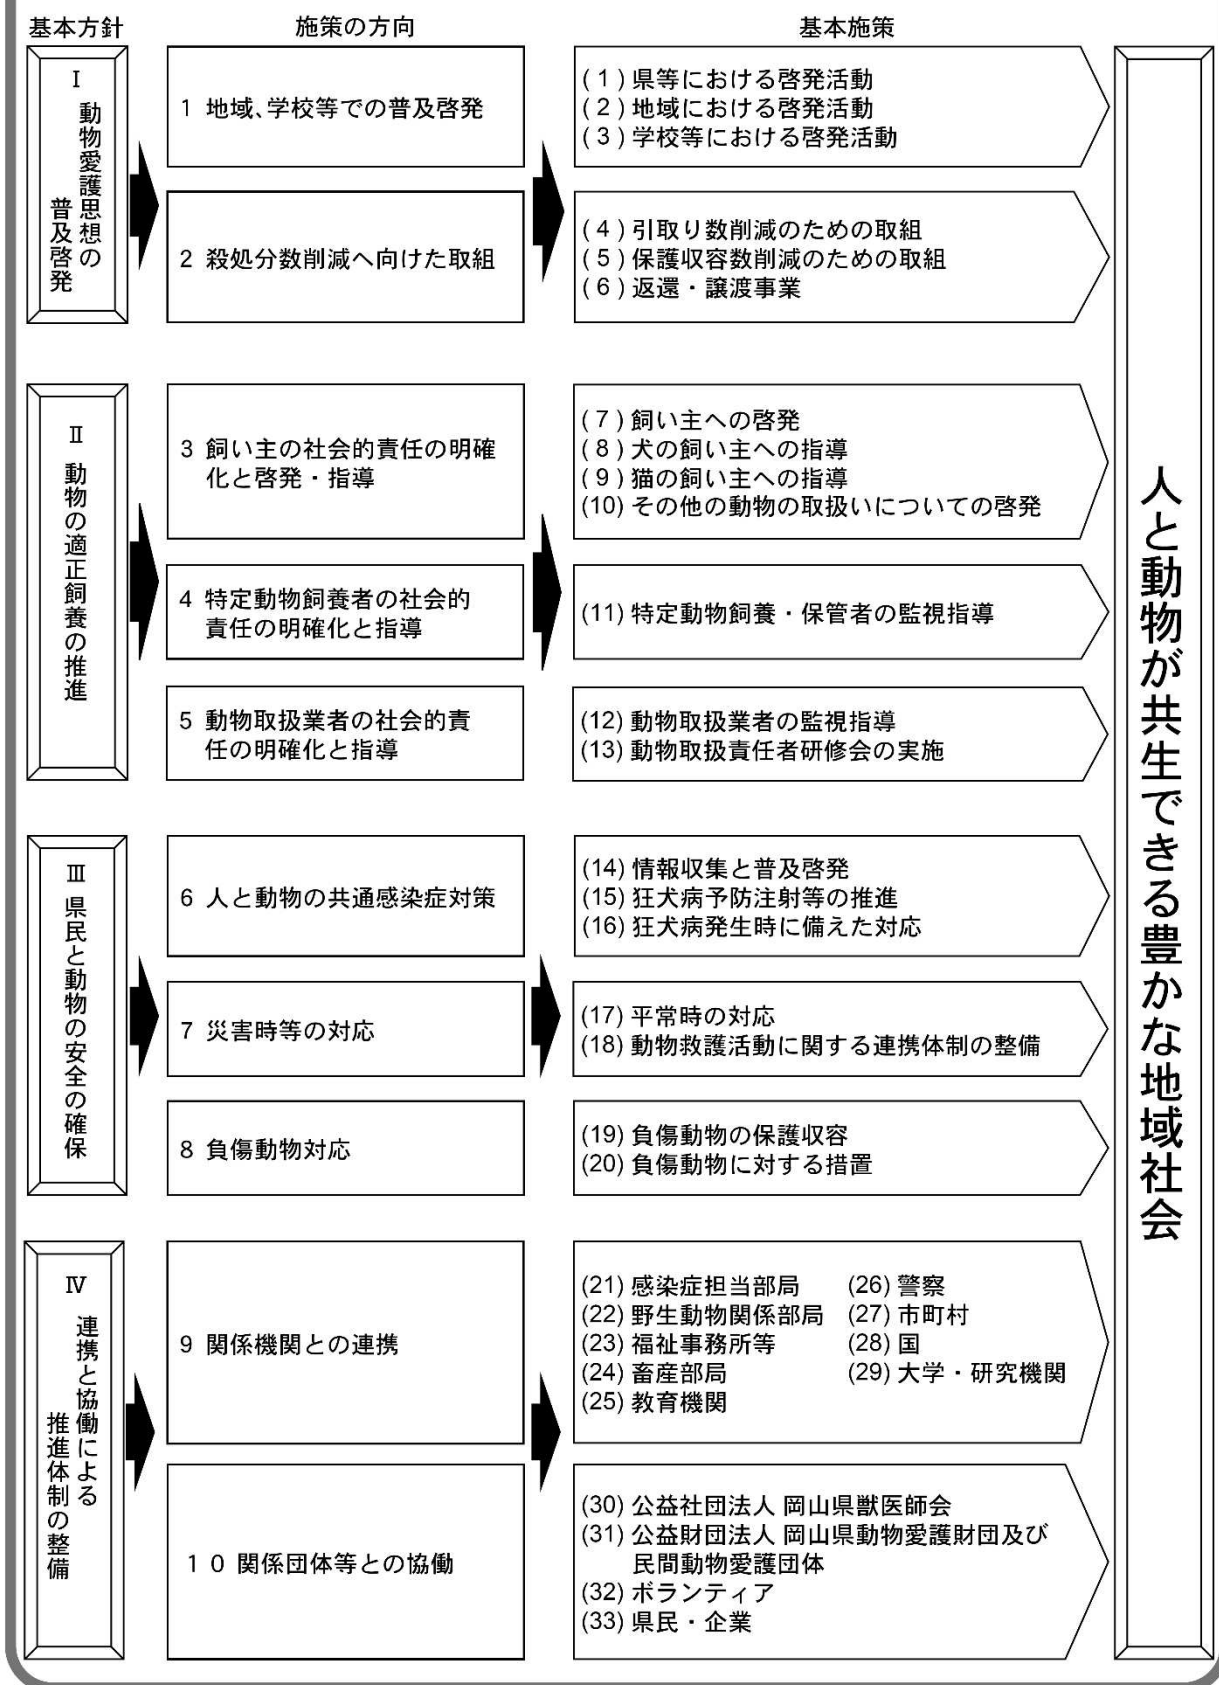 基本方針
施策の方向
基本施策
Ⅰ
動物愛護思想の
普及啓発
1 地域、学校等での普及啓発
(1)県等における啓発活動
(2)地域における啓発活動
(3)学校等における啓発活動
2 殺処分数削減へ向けた取組
(4)引取り数削減のための取組
(5)保護収容数削減のための取組
(6)返還・譲渡事業
Ⅱ
動物の適正飼養の推進
3 飼い主の社会的責任の明確
化と啓発・指導
(7)飼い主への啓発
(8)犬の飼い主への指導
(9)猫の飼い主への指導
(10)その他の動物の取扱いについての啓発
4 特定動物飼養者の社会的
責任の明確化と指導
(11)特定動物飼養・保管者の監視指導
5 動物取扱業者の社会的責
任の明確化と指導
(12)動物取扱業者の監視指導
(13)動物取扱責任者研修会の実施
Ⅲ
県民と動物の安全の確保
6 人と動物の共通感染症対策
(14)情報収集と普及啓発
(15)狂犬病予防注射等の推進
(16)狂犬病発生時に備えた対応
7 災害時等の対応
(17)平常時の対応
(18)動物救護活動に関する連携体制の整備
8 負傷動物対応
(19)負傷動物の保護収容
(20)負傷動物に対する措置
Ⅳ
連携と協働による
推進体制の整備
9 関係機関との連携
(21)感染症担当部局
(22)野生動物関係部局
(23)福祉事務所等
(24)畜産部局
(25)教育機関
(26)警察
(27)市町村
(28)国
(29)大学・研究機関
10 関係団体等との協働
(30)公益社団法人 岡山県獣医師会
(31)公益財団法人 岡山県動物愛護財団及び
民間動物愛護団体
(32)ボランティア
(33)県民・企業
人と動物が共生できる豊かな地域社会